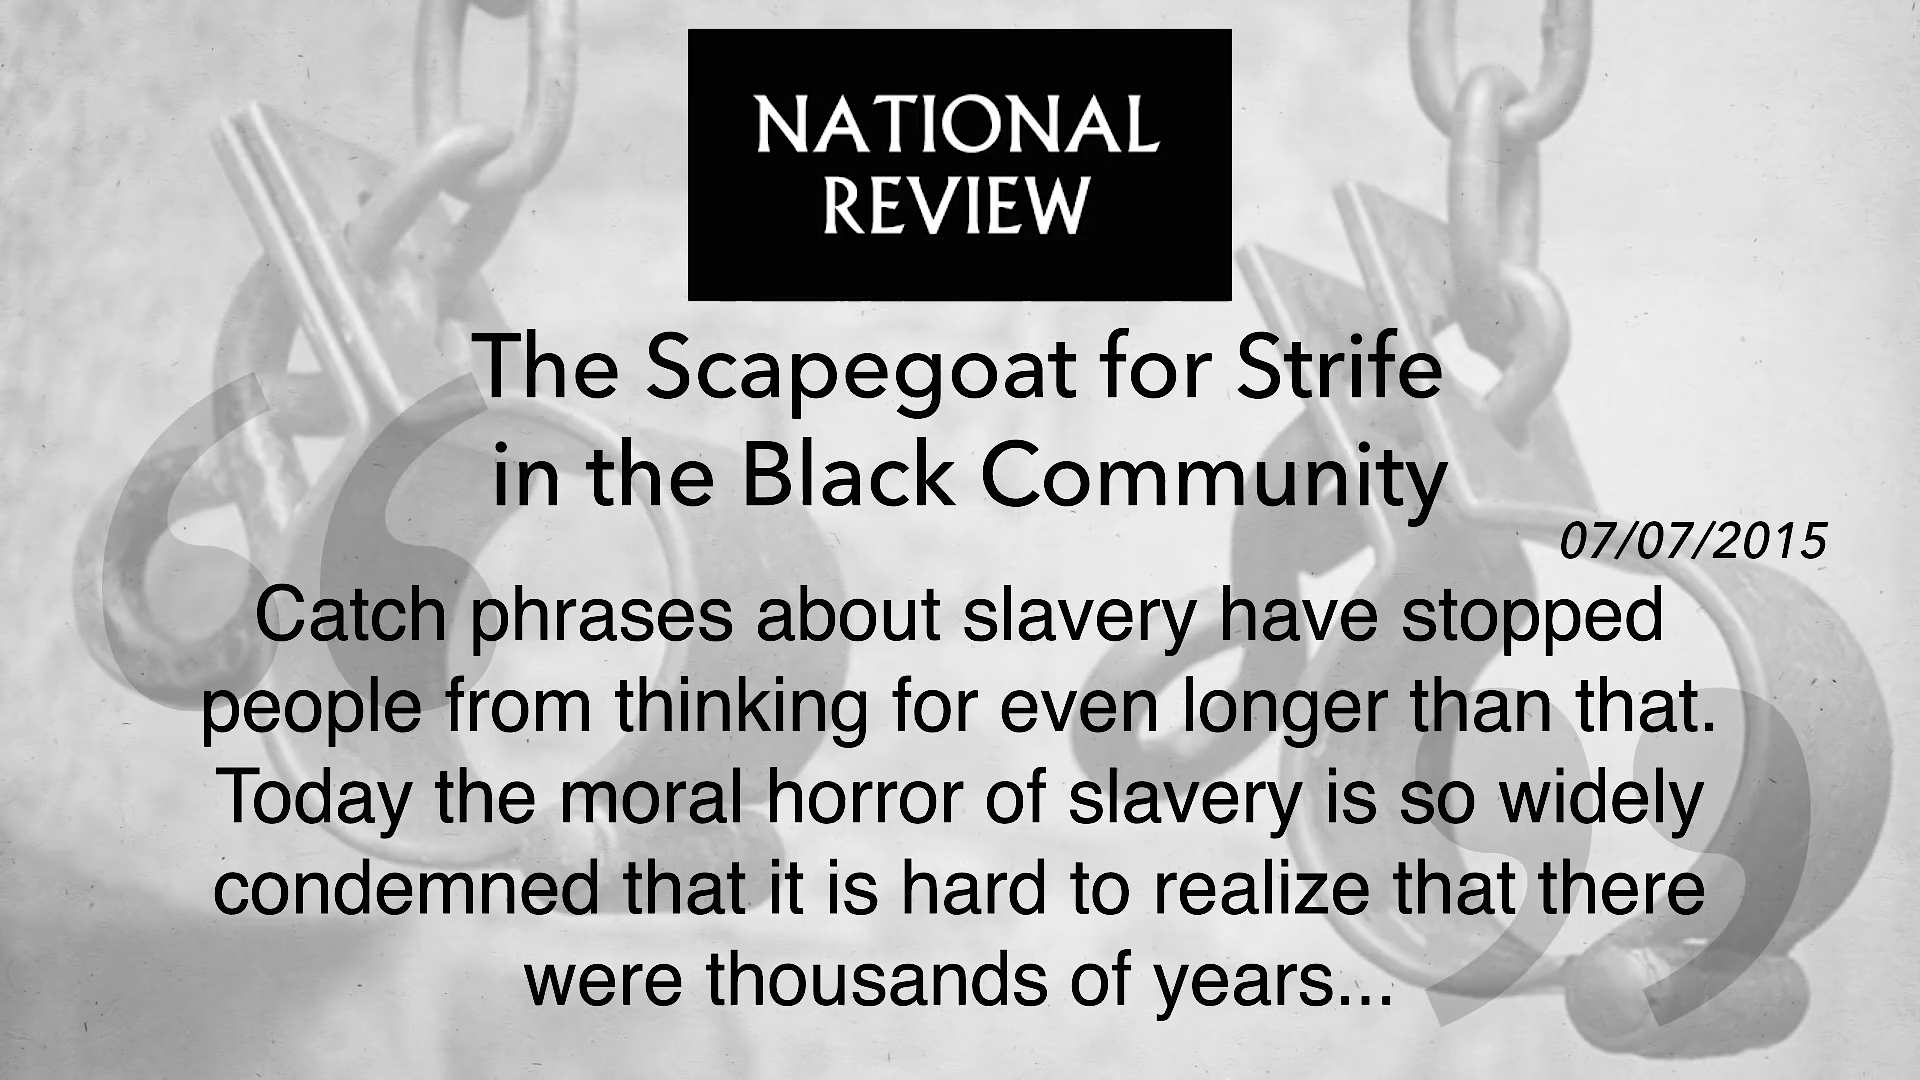 NATIONAL
REVIEW
The Scapegoat for Strife
in the Black Community
07/07/2015
Catch phrases about slavery have stopped
people from thinking for even longer than that.
Today the moral horror of slavery is so widely
condemned that it is hard to realize that there
were thousands of years...